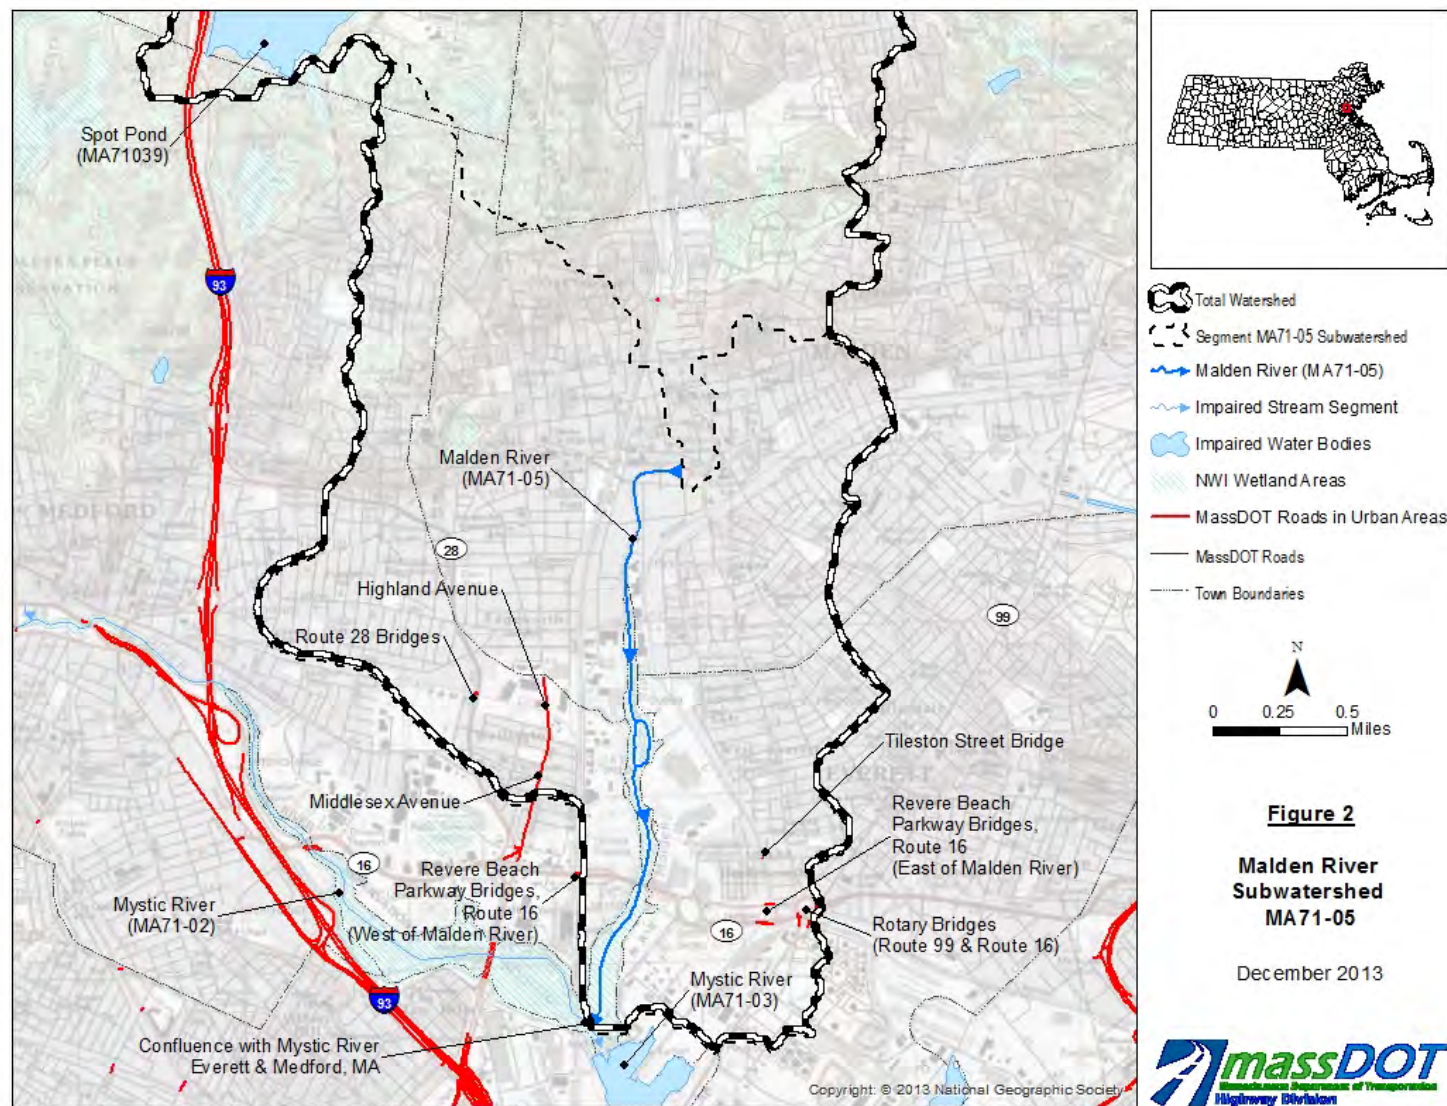 Spot Pond
(MA71039)
93
Malden River
(MA71-05)
28
Highland Avenue
Route 28 Bridges
99
Tileston Street Bridge
Middlesex Avenue
Revere Beach
Parkway Bridges,
Route 16
(East of Malden River)
16
Revere Beach
Parkway Bridges,
Route 16
(West of Malden River)
Mystic River
(MA71-02)
16
Rotary Bridges
(Route 99 & Route 16)
Mystic River
(MA71-03)
93
Confluence with Mystic River
Everett & Medford, MA
Copyright: © 2013 National Geographic Society
Total Watershed
Segment MA71-05 Subwatershed
Malden River (MA71-05)
Impaired Stream Segment
Impaired Water Bodies
NWI Wetland Areas
MassDOT Roads in Urban Areas
MassDOT Roads
Town Boundaries
N
0 0.25 0.5
Miles
Figure 2
Malden River
Subwatershed
MA71-05
December 2013
massDOT
Massachusetts Department of Transportation
Highway Division